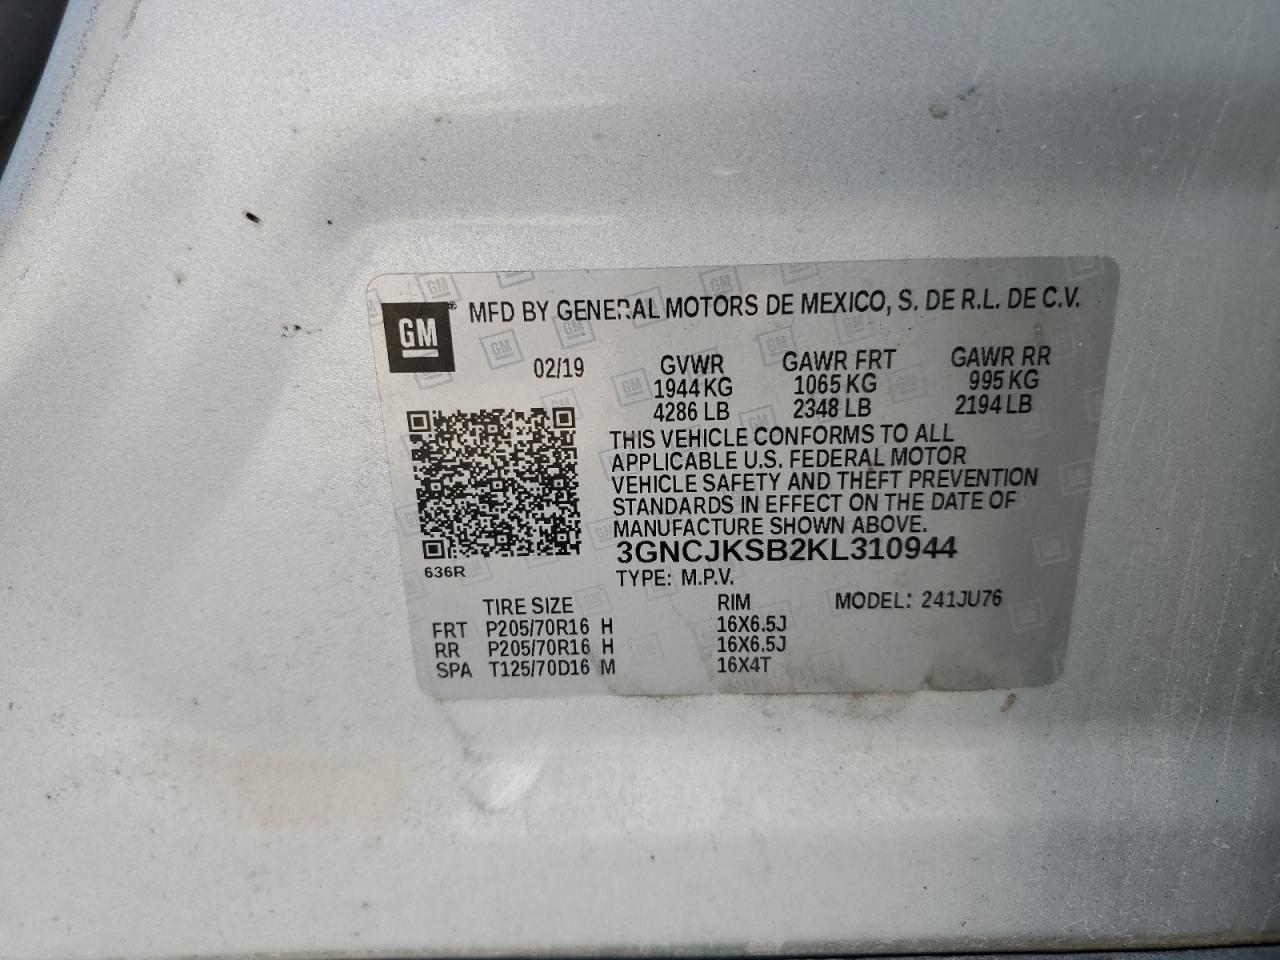 GM® MFD BY GENERAL MOTORS DE MEXICO, S. DE R.L. DE C.V.
02/19 GVWR GAWR FRT GAWR RR
1944 KG 1065 KG 995 KG
4286 LB 2348 LB 2194 LB
THIS VEHICLE CONFORMS TO ALL
APPLICABLE U.S. FEDERAL MOTOR
VEHICLE SAFETY AND THEFT PREVENTION
STANDARDS IN EFFECT ON THE DATE OF
MANUFACTURE SHOWN ABOVE.
3GNCJKSB2KL310944
636R
TYPE: M.P.V.
TIRE SIZE RIM MODEL: 241JU76
FRT P205/70R16 H 16X6.5J
RR P205/70R16 H 16X6.5J
SPA T125/70D16 M 16X4T